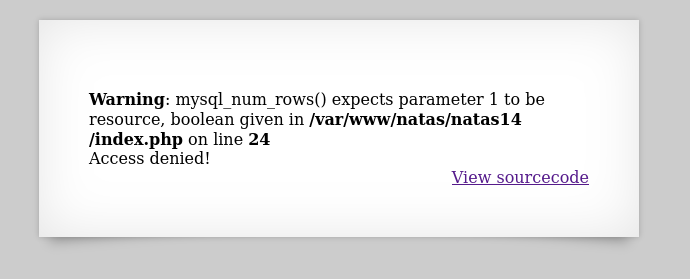 Warning: mysql_num_rows() expects parameter 1 to be
resource, boolean given in /var/www/natas/natas14
/index.php on line 24
Access denied!
View sourcecode